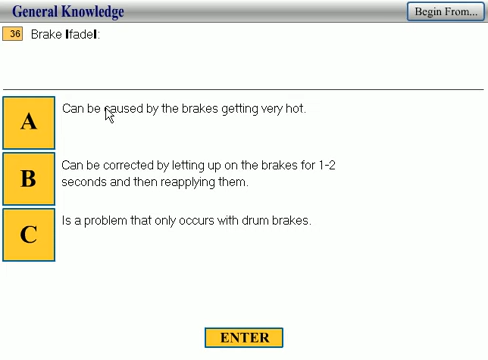 General Knowledge
Begin From...
36 Brake lfadel:
A Can be caused by the brakes getting very hot.
B Can be corrected by letting up on the brakes for 1-2
seconds and then reapplying them.
C Is a problem that only occurs with drum brakes.
ENTER